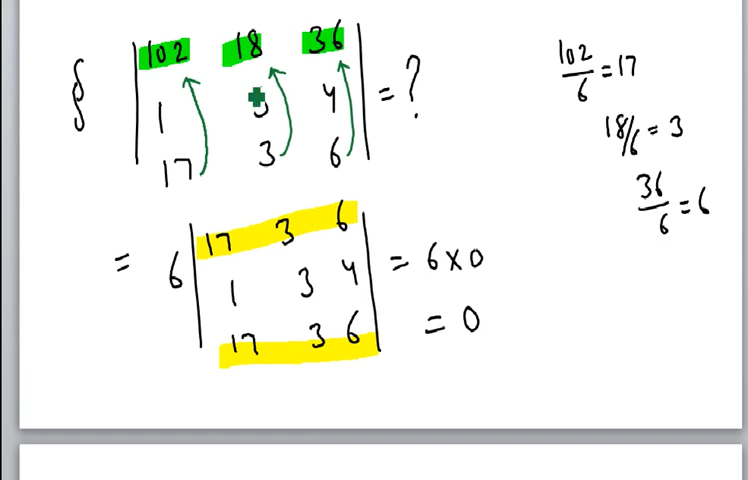 § | 102 18 36 |
| 1 3 4 | = ?
| 17 3 6 |
102/6 = 17
18/6 = 3
36/6 = 6
| 17 3 6 |
= 6 | 1 3 4 | = 6 × 0
| 17 3 6 | = 0